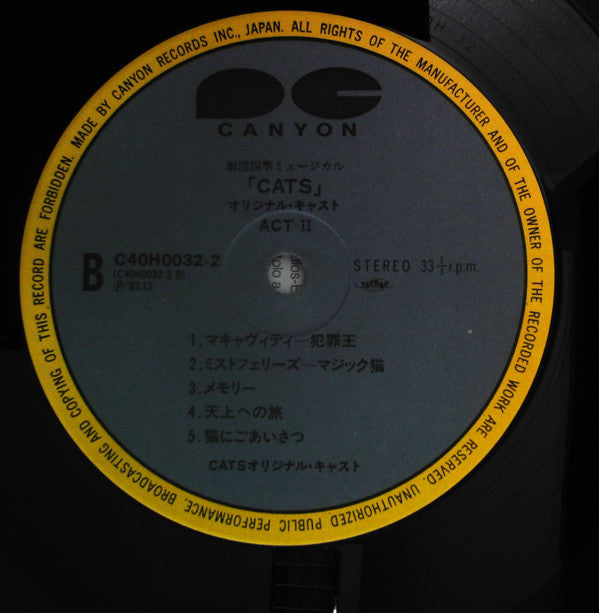 MADE BY CANYON RECORDS INC., JAPAN. ALL RIGHTS OF THE MANUFACTURER AND OF THE OWNER OF THE RECORDED WORK ARE RESERVED. UNAUTHORIZED PUBLIC PERFORMANCE. BROADCASTING AND COPYING OF THIS RECORD ARE FORBIDDEN.
CANYON
劇団四季ミュージカル
「CATS」
オリジナル・キャスト
ACT II
B
C40H0032-2
(C40H0032-2 B)
Ⓟ'83.12
STEREO 33⅓r.p.m.
1.マキャヴィティー犯罪王
2.ミストフェリーズ—マジック猫
3.メモリー
4.天上への旅
5.猫にごあいさつ
CATSオリジナル・キャスト